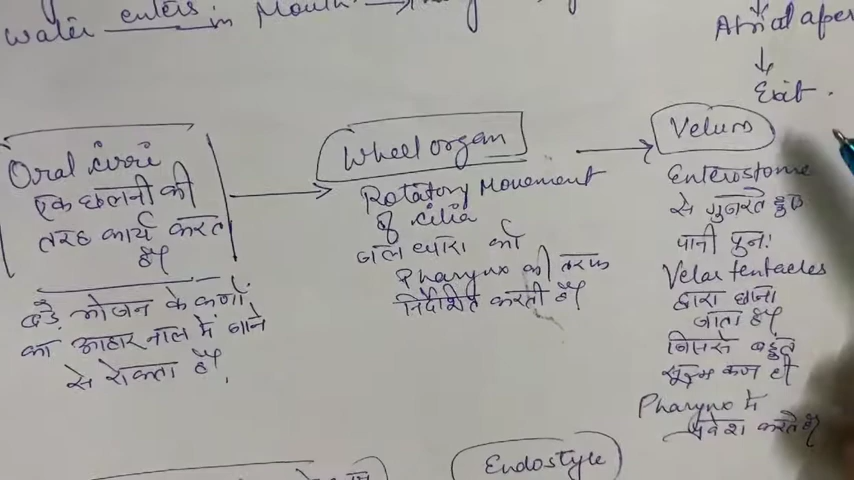 water enters in Mouth
Atrial aper
Exit.
Oral cirri
एक छलनी की
तरह कार्य करत
है
बड़े भोजन के कणों
का आहार नाल में जाने
से रोकता है
Wheel organ
Rotatory Movement
of cilia
जल धारा को
Pharynx की तरफ
निर्देशित करती है
Velum
Enterostome
से गुजरते हुए
पानी पुनः
Velar tentacles
द्वारा छाना
जाता है
जिससे बहुत
सूक्ष्म कण ही
Pharynx में
प्रवेश करते है
Endostyle